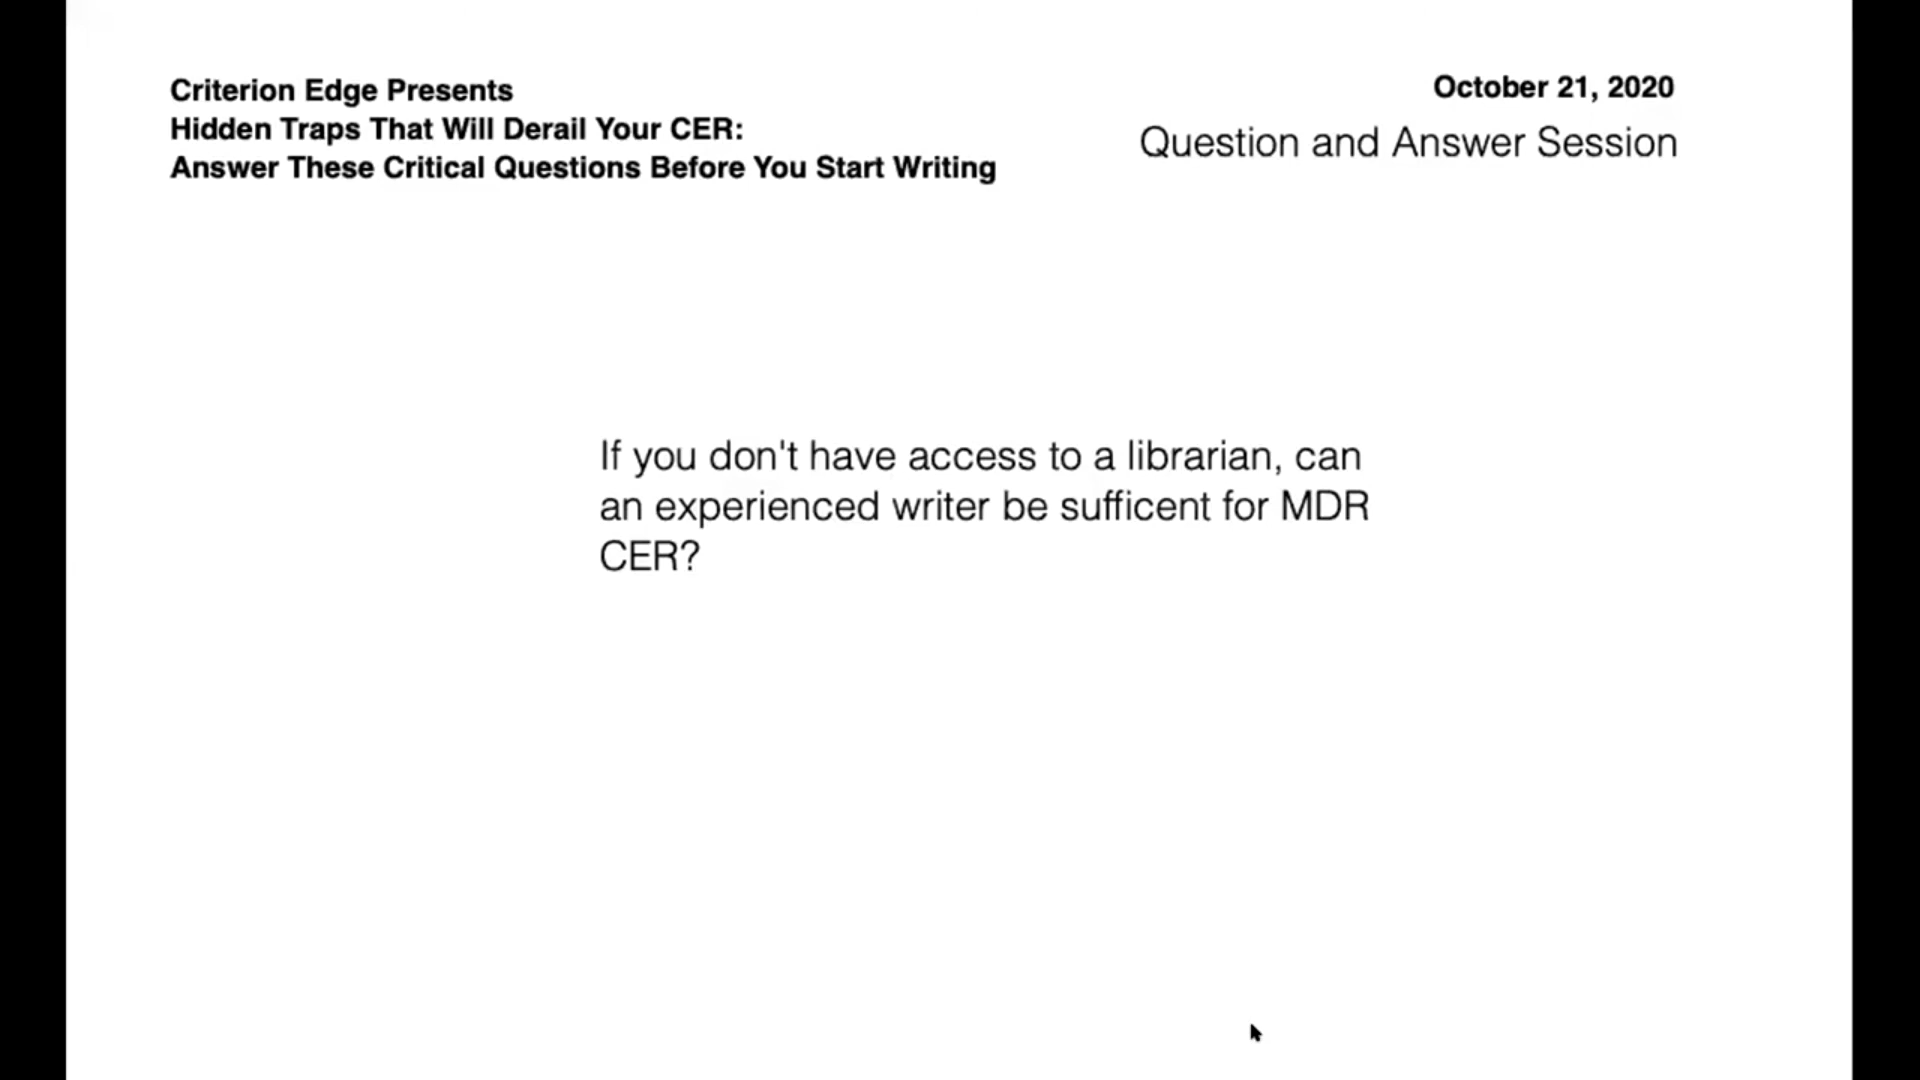 Criterion Edge Presents
Hidden Traps That Will Derail Your CER:
Answer These Critical Questions Before You Start Writing
October 21, 2020
Question and Answer Session
If you don't have access to a librarian, can
an experienced writer be sufficent for MDR
CER?